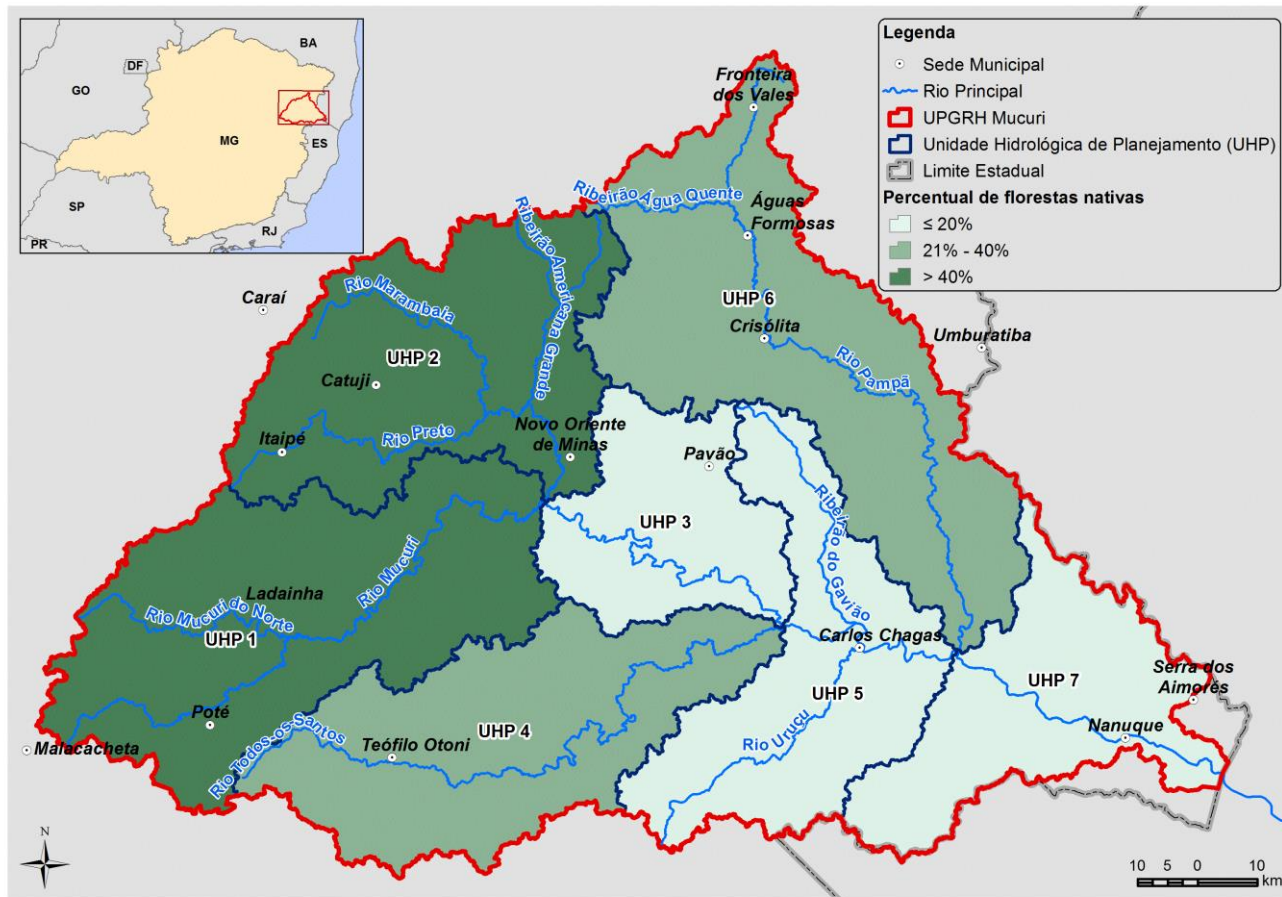 BA
DF
GO
MG
ES
SP
RJ
PR
Legenda
Sede Municipal
Rio Principal
UPGRH Mucuri
Unidade Hidrológica de Planejamento (UHP)
Limite Estadual
Percentual de florestas nativas
≤ 20%
21% - 40%
> 40%
Fronteira
dos Vales
Ribeirão Água Quente
Águas
Formosas
Ribeirão Americana Grande
Caraí
Rio Marambaia
UHP 6
Crisólita
Umburatiba
UHP 2
Catuji
Rio Pampã
Itaipé
Rio Preto
Novo Oriente
de Minas
Pavão
UHP 3
Ribeirão do Gavião
Rio Mucuri
Ladainha
Rio Mucuri do Norte
UHP 1
Carlos Chagas
Serra dos
Aimorés
UHP 7
UHP 5
Poté
Malacacheta
Rio Todos-os-Santos
Teófilo Otoni
UHP 4
Rio Uruçu
Nanuque
N
10 5 0 10
km